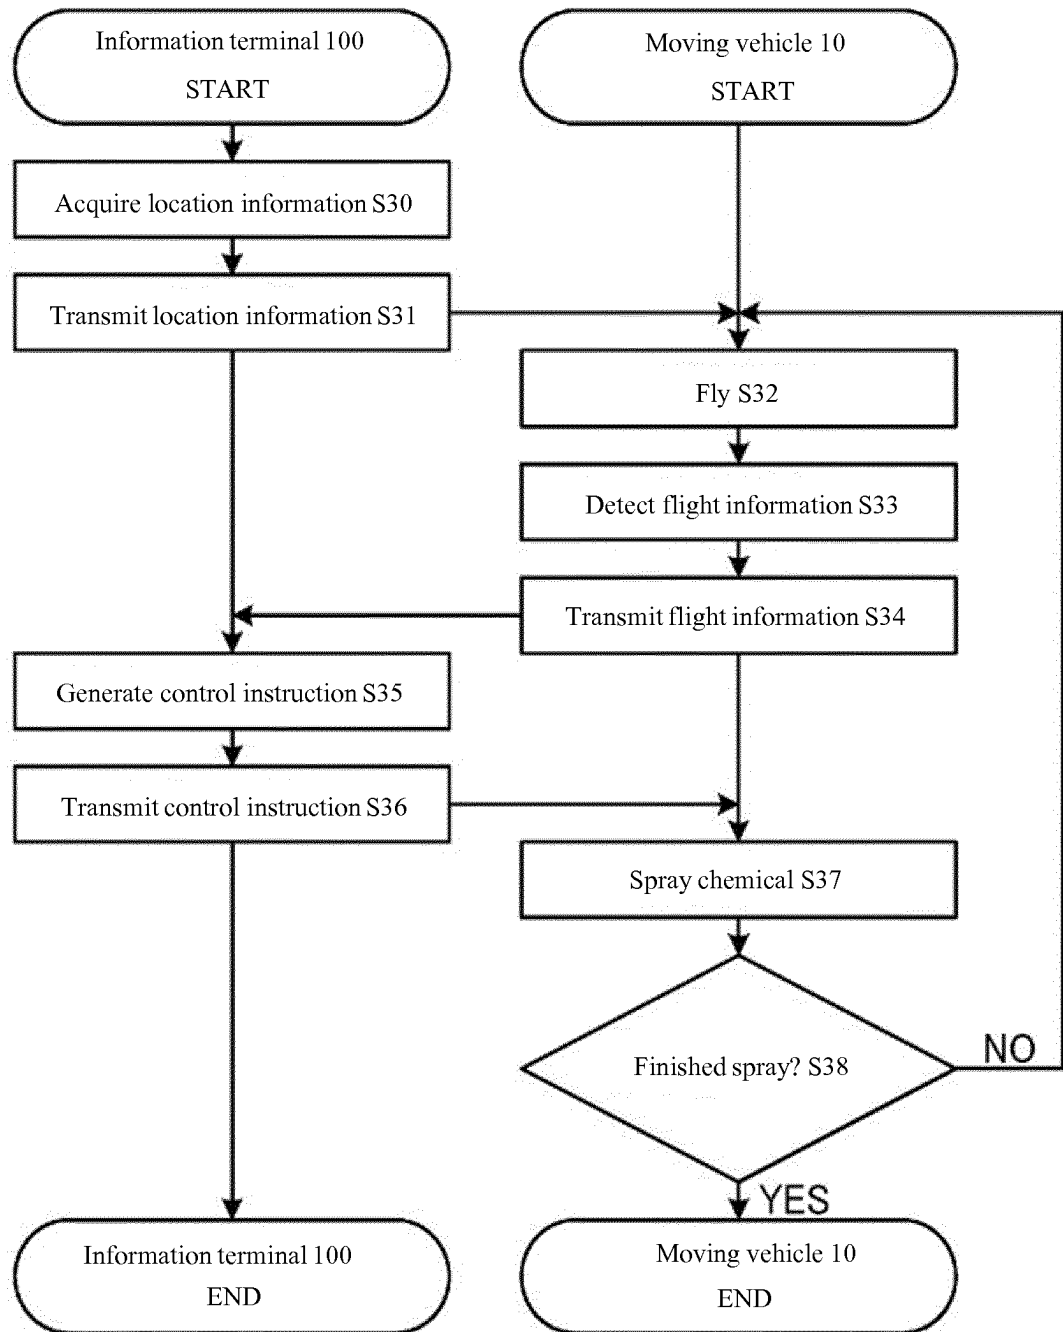 Information terminal 100
START
Moving vehicle 10
START
Acquire location information S30
Transmit location information S31
Fly S32
Detect flight information S33
Transmit flight information S34
Generate control instruction S35
Transmit control instruction S36
Spray chemical S37
Finished spray? S38
NO
YES
Information terminal 100
END
Moving vehicle 10
END